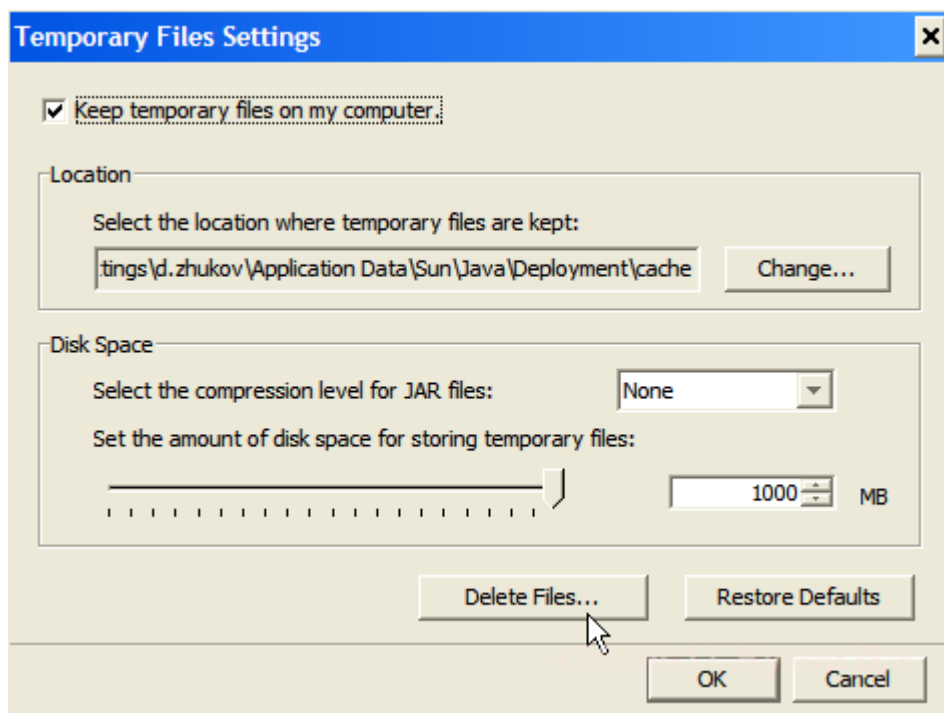 Temporary Files Settings
Keep temporary files on my computer.
Location
Select the location where temporary files are kept:
tings\d.zhukov\Application Data\Sun\Java\Deployment\cache
Change...
Disk Space
Select the compression level for JAR files:
None
Set the amount of disk space for storing temporary files:
1000
MB
Delete Files...
Restore Defaults
OK
Cancel